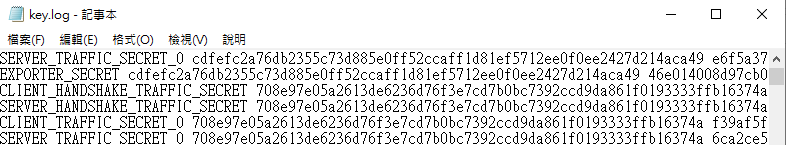 key.log - 記事本
檔案(F) 編輯(E) 格式(O) 檢視(V) 說明
SERVER_TRAFFIC_SECRET_0 cdfefc2a76db2355c73d885e0ff52ccaff1d81ef5712ee0f0ee2427d214aca49 e6f5a37
EXPORTER_SECRET cdfefc2a76db2355c73d885e0ff52ccaff1d81ef5712ee0f0ee2427d214aca49 46e014008d97cb0
CLIENT_HANDSHAKE_TRAFFIC_SECRET 708e97e05a2613de6236d76f3e7cd7b0bc7392ccd9da861f0193333ffb16374a
SERVER_HANDSHAKE_TRAFFIC_SECRET 708e97e05a2613de6236d76f3e7cd7b0bc7392ccd9da861f0193333ffb16374a
CLIENT_TRAFFIC_SECRET_0 708e97e05a2613de6236d76f3e7cd7b0bc7392ccd9da861f0193333ffb16374a f39af5f
SERVER_TRAFFIC_SECRET_0 708e97e05a2613de6236d76f3e7cd7b0bc7392ccd9da861f0193333ffb16374a 6ca2ce5